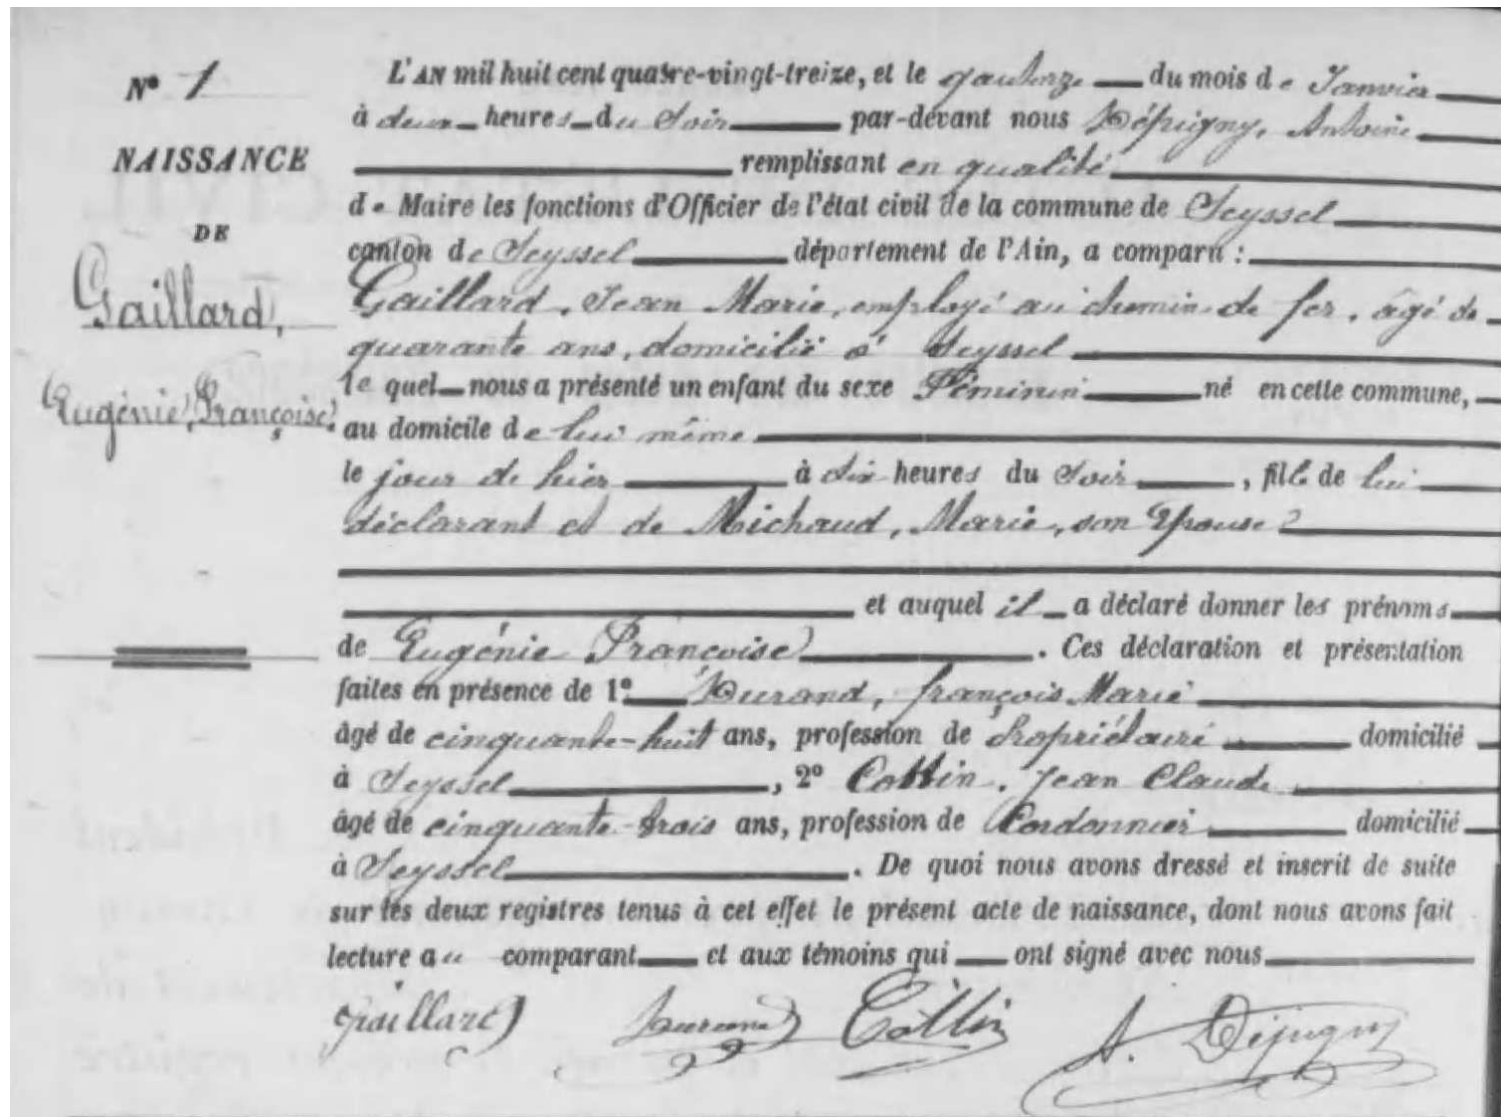 N° 1
NAISSANCE
DE
Gaillard,
Eugénie, Françoise.
L'AN mil huit cent quatre-vingt-treize, et le quatorze du mois de Janvier
à deux heures du Soir par-devant nous Antoine
remplissant en qualité
de Maire les fonctions d'Officier de l'état civil de la commune de Seyssel
canton de Seyssel département de l'Ain, a comparu :
Gaillard, Jean Marie, employé au chemin de fer, âgé de
quarante ans, domicilié à Seyssel
le quel nous a présenté un enfant du sexe Féminin né en cette commune,
au domicile de lui même
le jour de hier à dix heures du Soir, fille de lui
déclarant et de Michaud, Marie, son Epouse
et auquel il a déclaré donner les prénoms
de Eugénie Françoise. Ces déclaration et présentation
faites en présence de 1° Durand, françois Marie
âgé de cinquante-huit ans, profession de Propriétaire domicilié
à Seyssel, 2° Cottin, Jean Claude
âgé de cinquante-trois ans, profession de Cordonnier domicilié
à Seyssel. De quoi nous avons dressé et inscrit de suite
sur les deux registres tenus à cet effet le présent acte de naissance, dont nous avons fait
lecture au comparant et aux témoins qui ont signé avec nous
Gaillard Durand Cottin A.